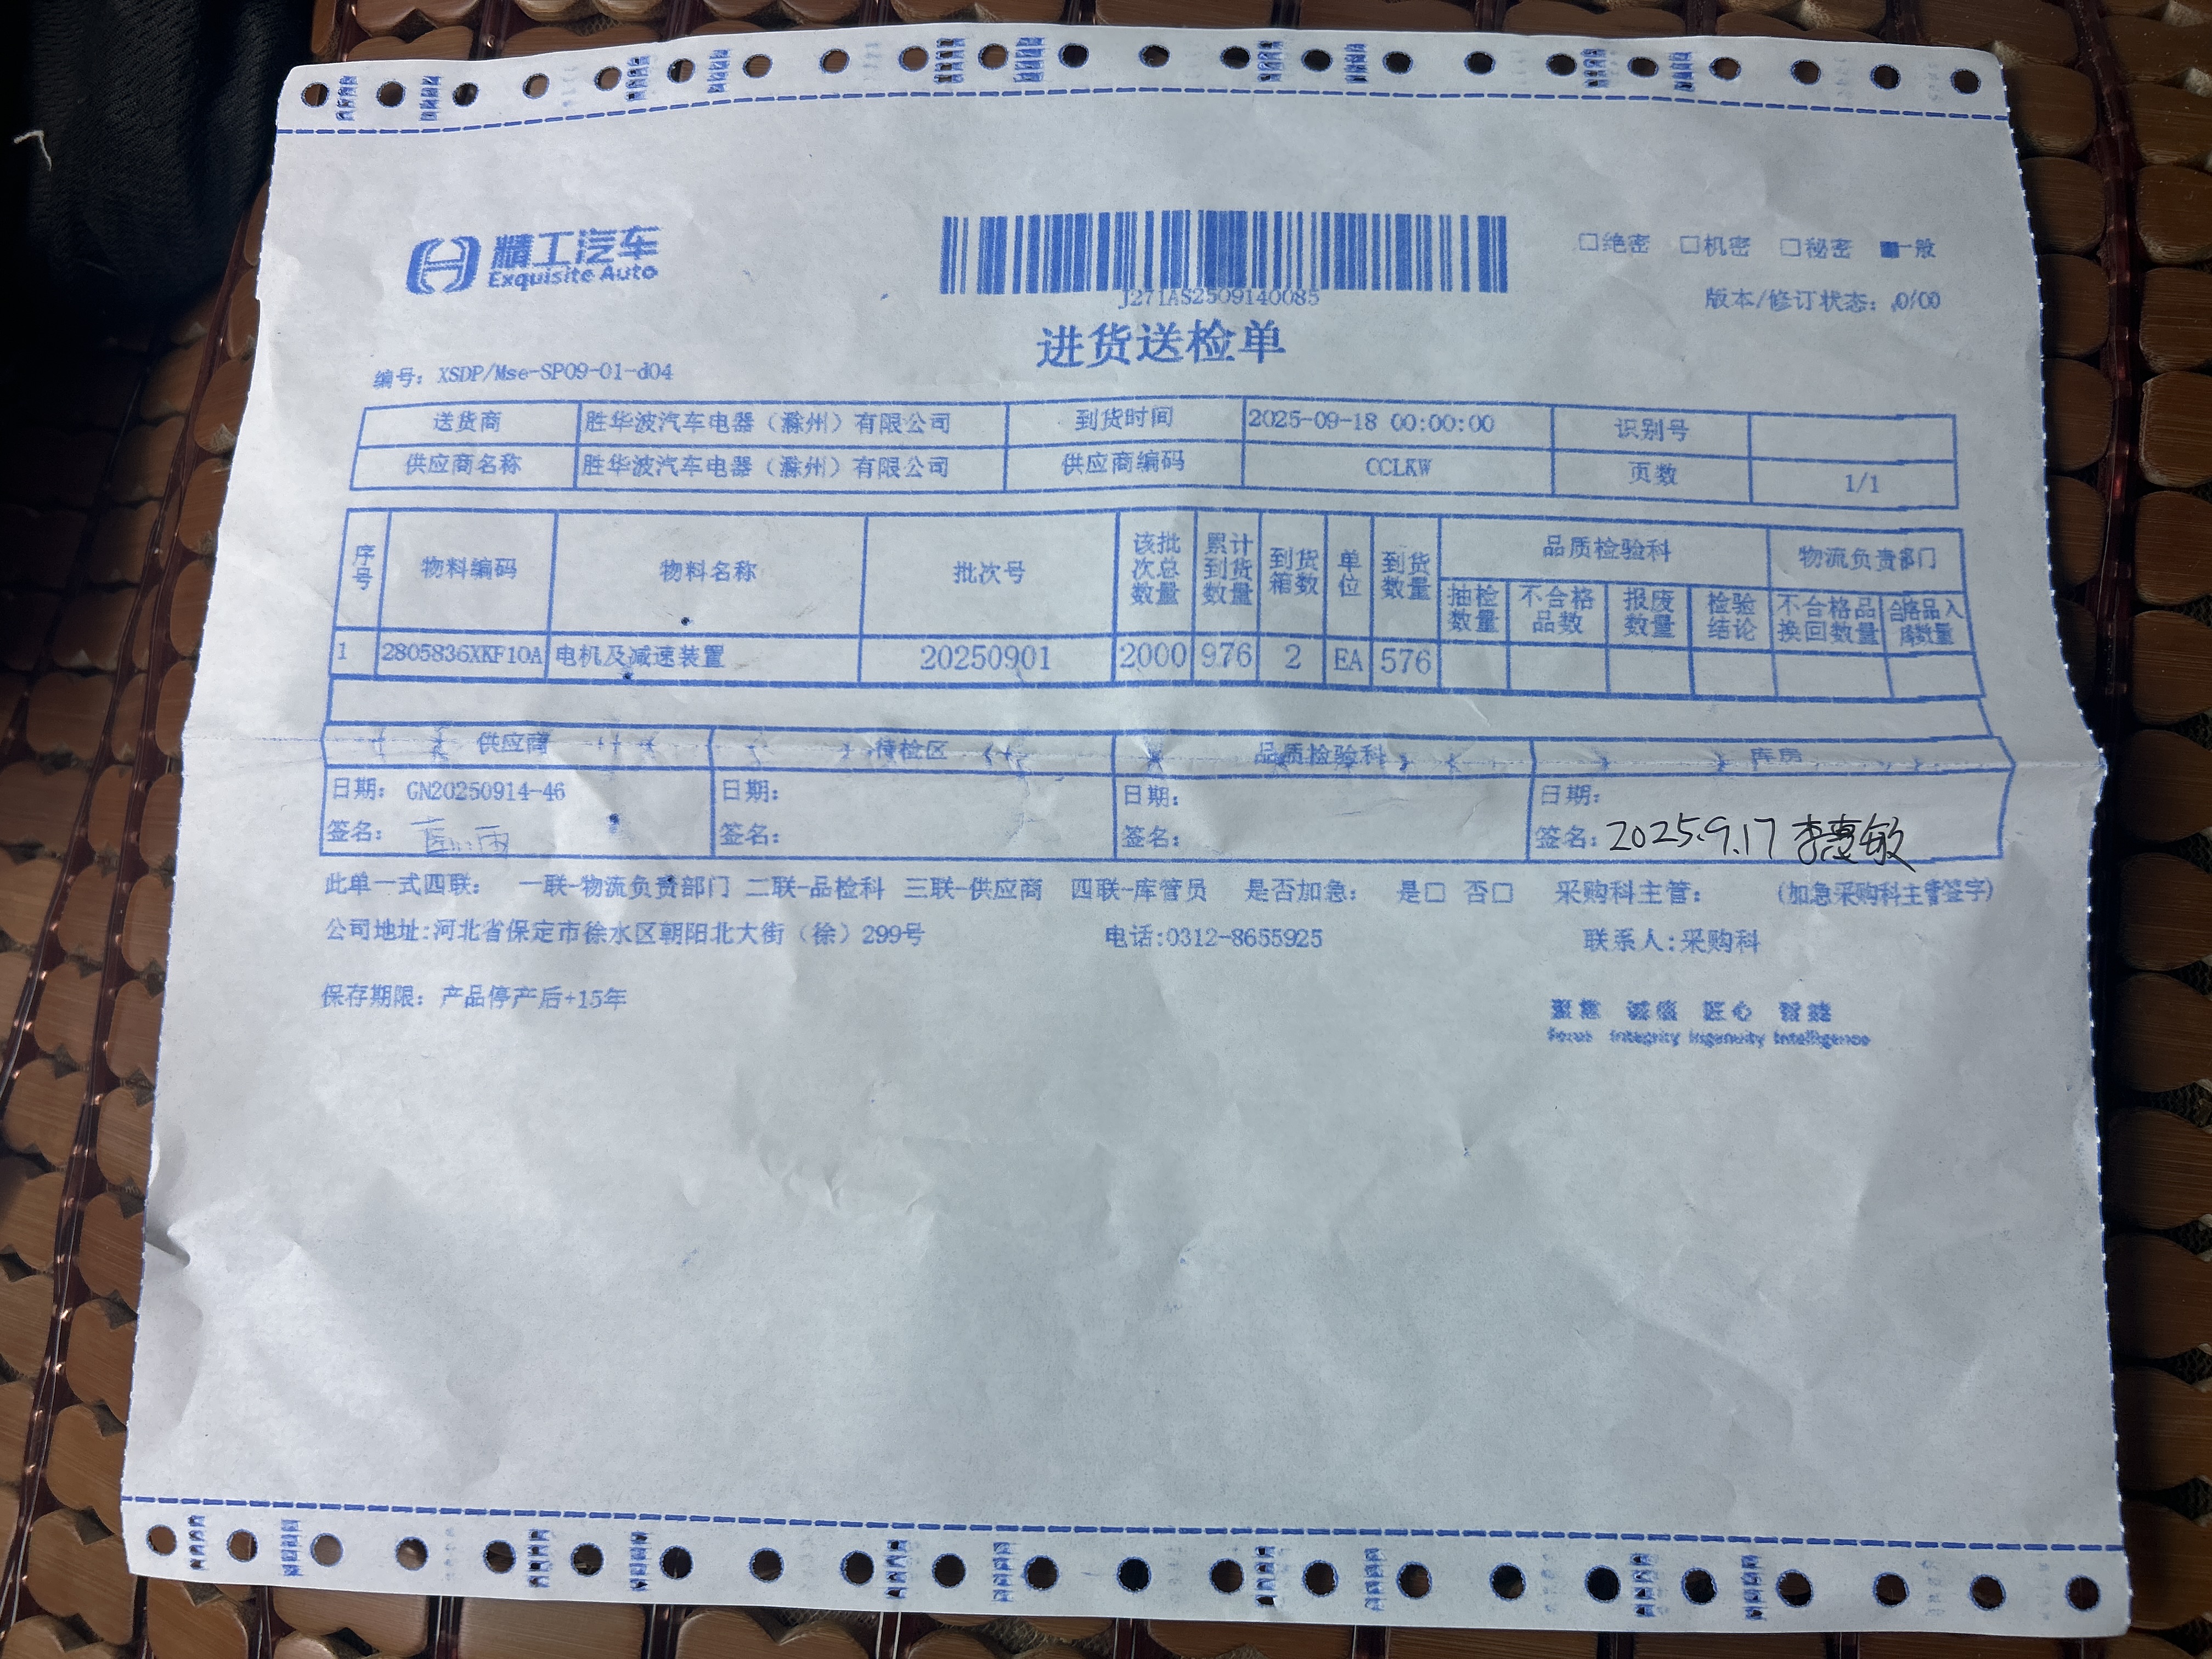 精工汽车
Exquisite Auto
J271AS2509140085
□绝密 □机密 □秘密 ■一般
版本/修订状态：0/00
进货送检单
编号：XSDP/Mse-SP09-01-d04
送货商 胜华波汽车电器（滁州）有限公司 到货时间 2025-09-18 00:00:00 识别号
供应商名称 胜华波汽车电器（滁州）有限公司 供应商编码 CCLKW 页数 1/1
序号 物料编码 物料名称 批次号 该批次总数量 累计到货数量 到货箱数 单位 到货数量 品质检验科 物流负责部门
抽检数量 不合格品数 报废数量 检验结论 不合格品换回数量 合格品入库数量
1 2805836XKF10A 电机及减速装置 20250901 2000 976 2 EA 576
供应商 待检区 品质检验科 库房
日期：GN20250914-46 日期： 日期： 日期：
签名： 签名： 签名： 签名：2025.9.17 李惠敏
此单一式四联： 一联-物流负责部门 二联-品检科 三联-供应商 四联-库管员 是否加急： 是□ 否□ 采购科主管： (加急采购科主管签字)
公司地址:河北省保定市徐水区朝阳北大街（徐）299号 电话:0312-8655925 联系人:采购科
保存期限：产品停产后+15年
匠心
Focus Integrity Ingenuity Intelligence